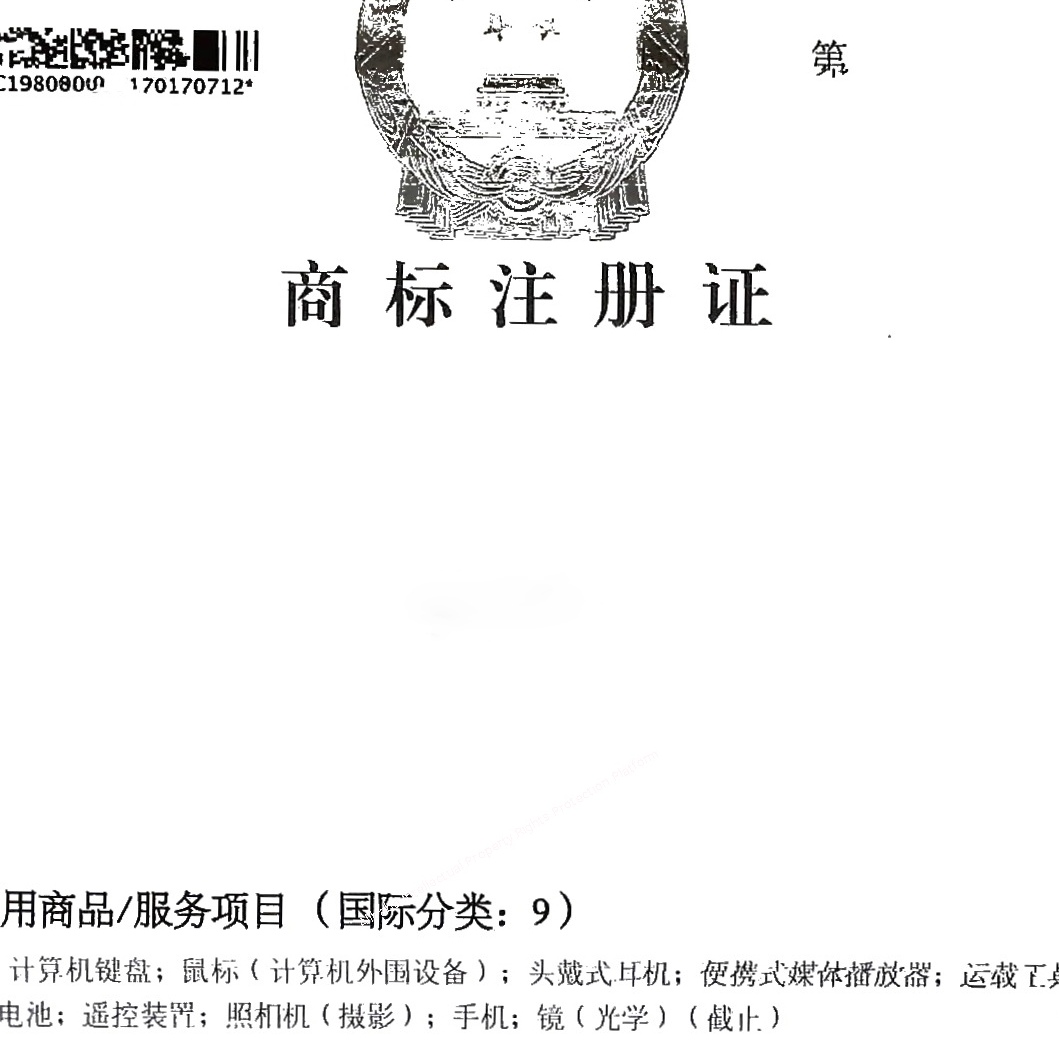 第
170170712*
商标注册证
用商品/服务项目（国际分类：9）
计算机键盘；鼠标（计算机外围设备）；头戴式耳机；便携式媒体播放器；运载工具
电池；遥控装置；照相机（摄影）；手机；镜（光学）（截止）